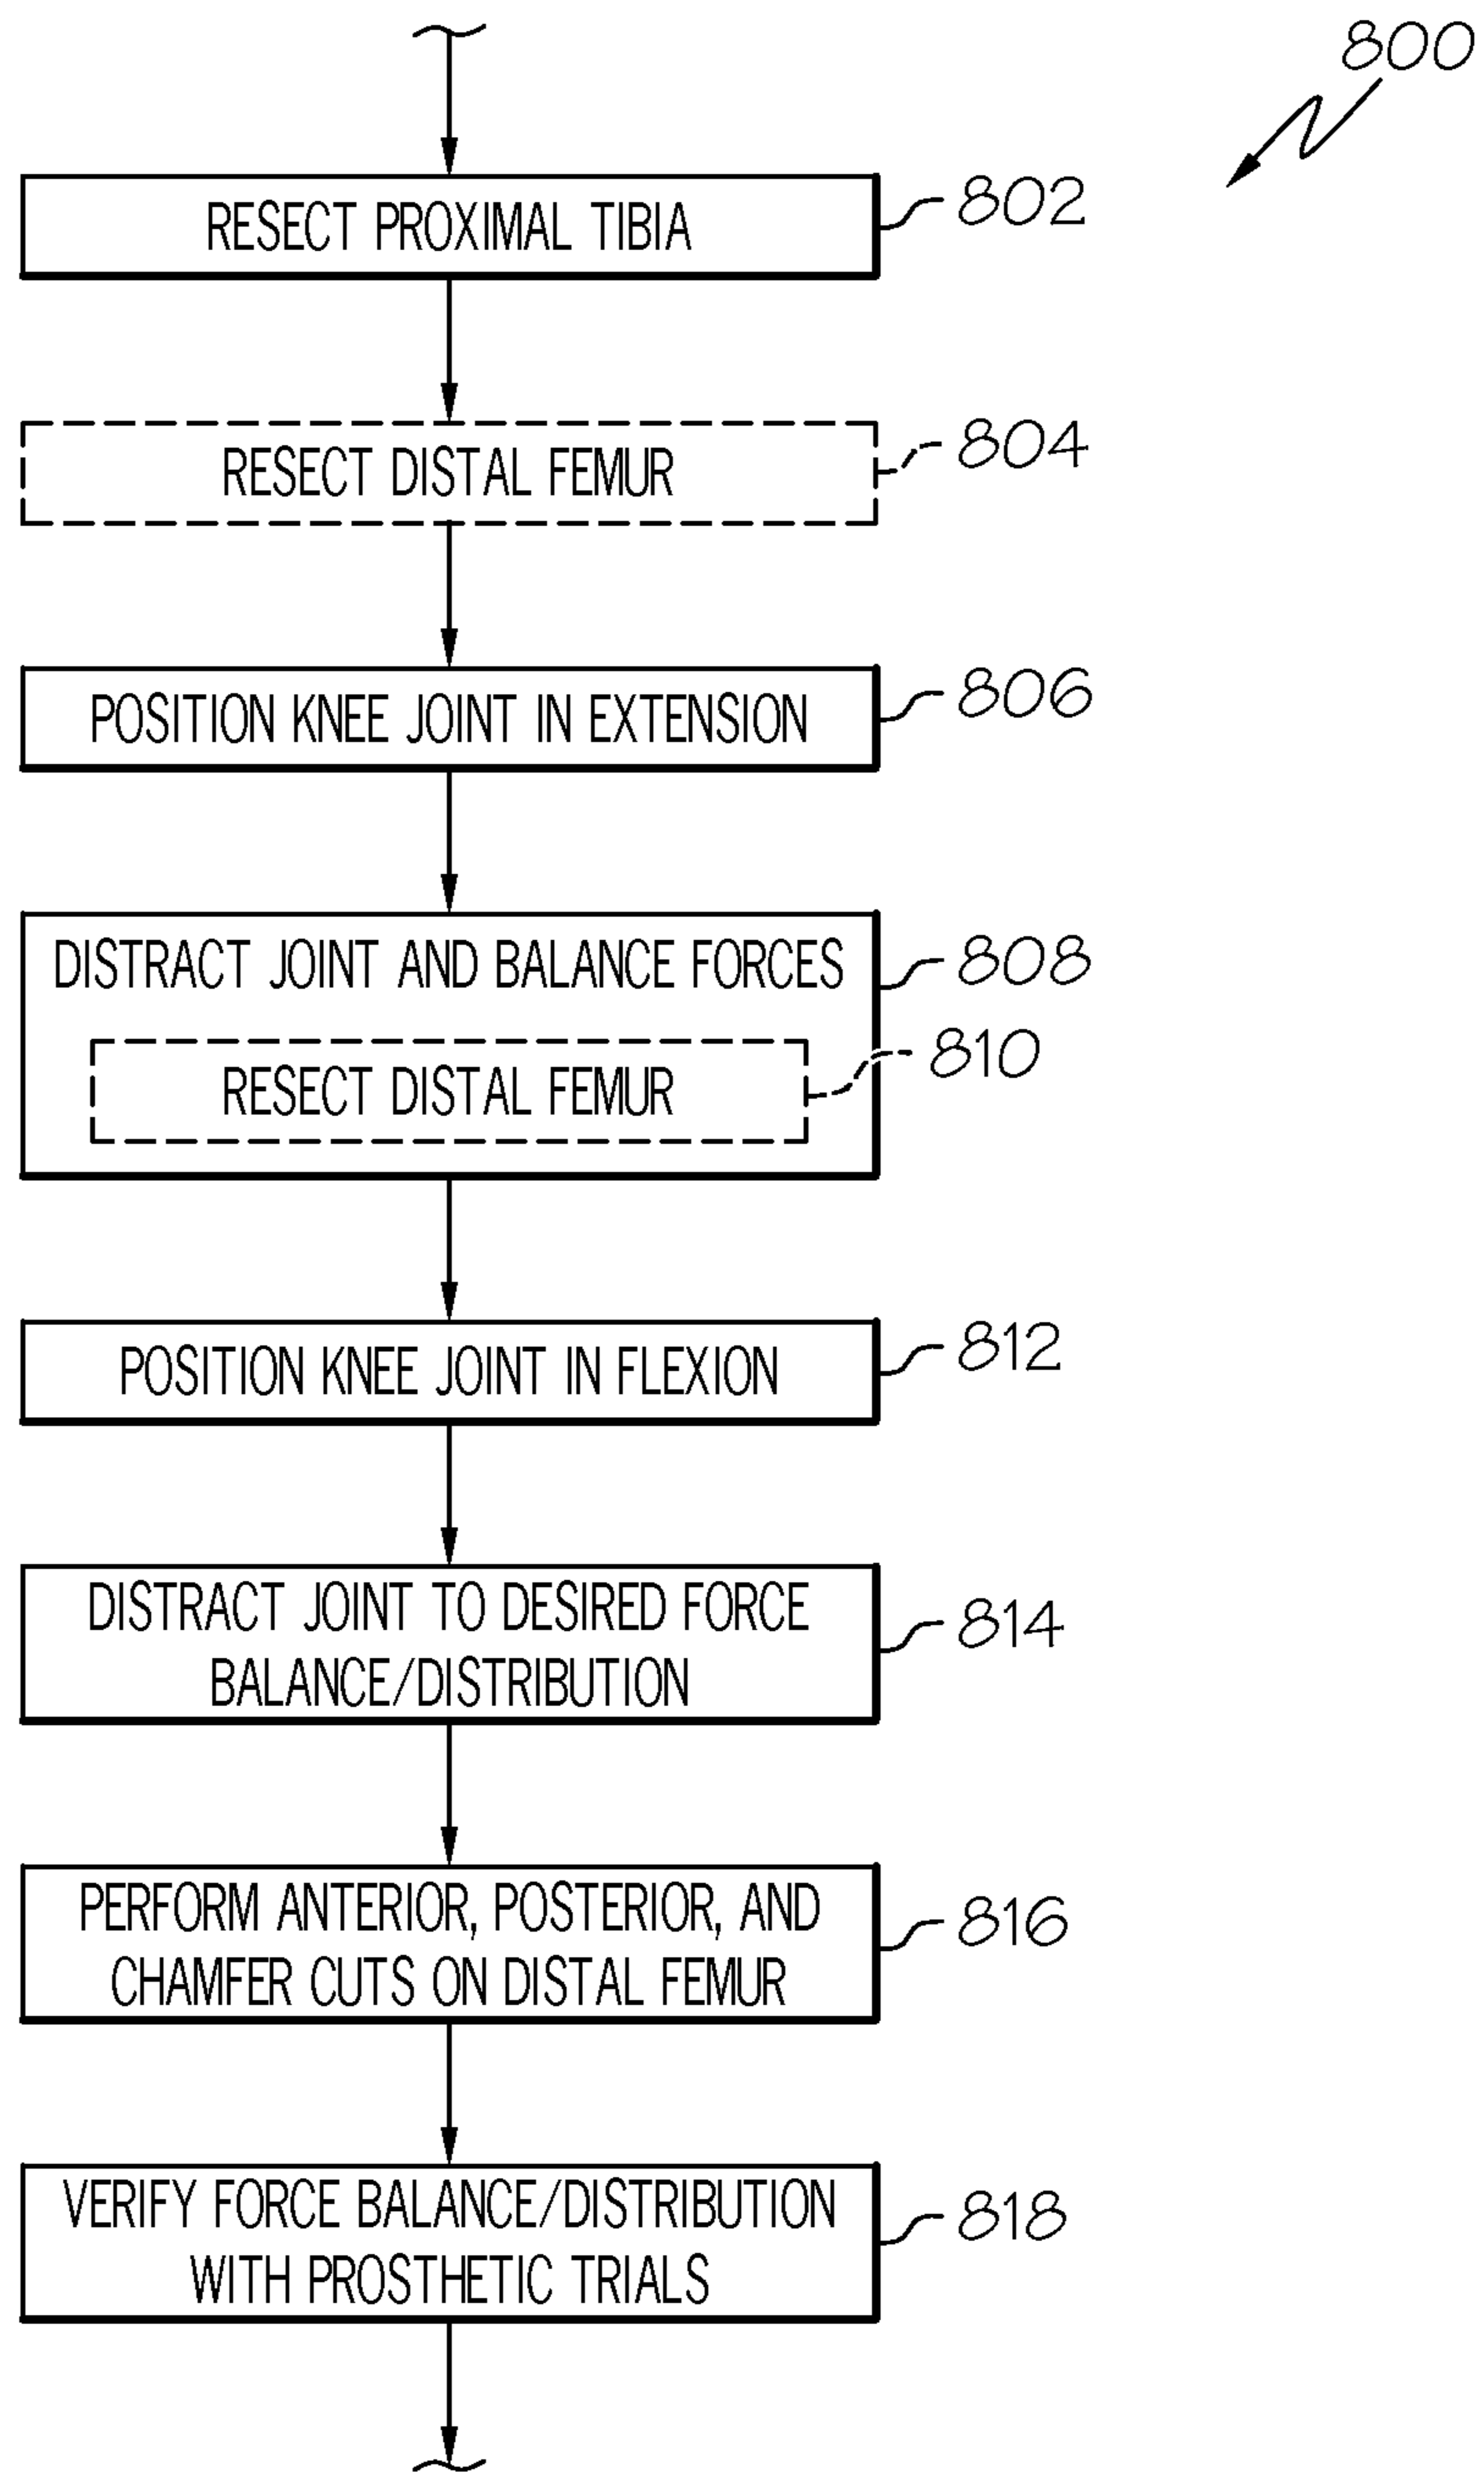 800
RESECT PROXIMAL TIBIA
802
RESECT DISTAL FEMUR
804
POSITION KNEE JOINT IN EXTENSION
806
DISTRACT JOINT AND BALANCE FORCES
808
RESECT DISTAL FEMUR
810
POSITION KNEE JOINT IN FLEXION
812
DISTRACT JOINT TO DESIRED FORCE
BALANCE/DISTRIBUTION
814
PERFORM ANTERIOR, POSTERIOR, AND
CHAMFER CUTS ON DISTAL FEMUR
816
VERIFY FORCE BALANCE/DISTRIBUTION
WITH PROSTHETIC TRIALS
818